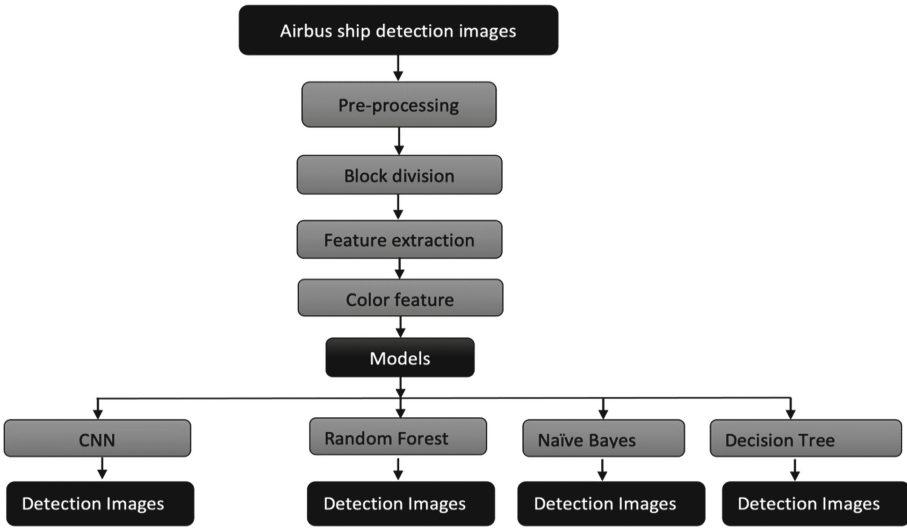 Airbus ship detection images
Pre-processing
Block division
Feature extraction
Color feature
Models
CNN
Random Forest
Naïve Bayes
Decision Tree
Detection Images
Detection Images
Detection Images
Detection Images